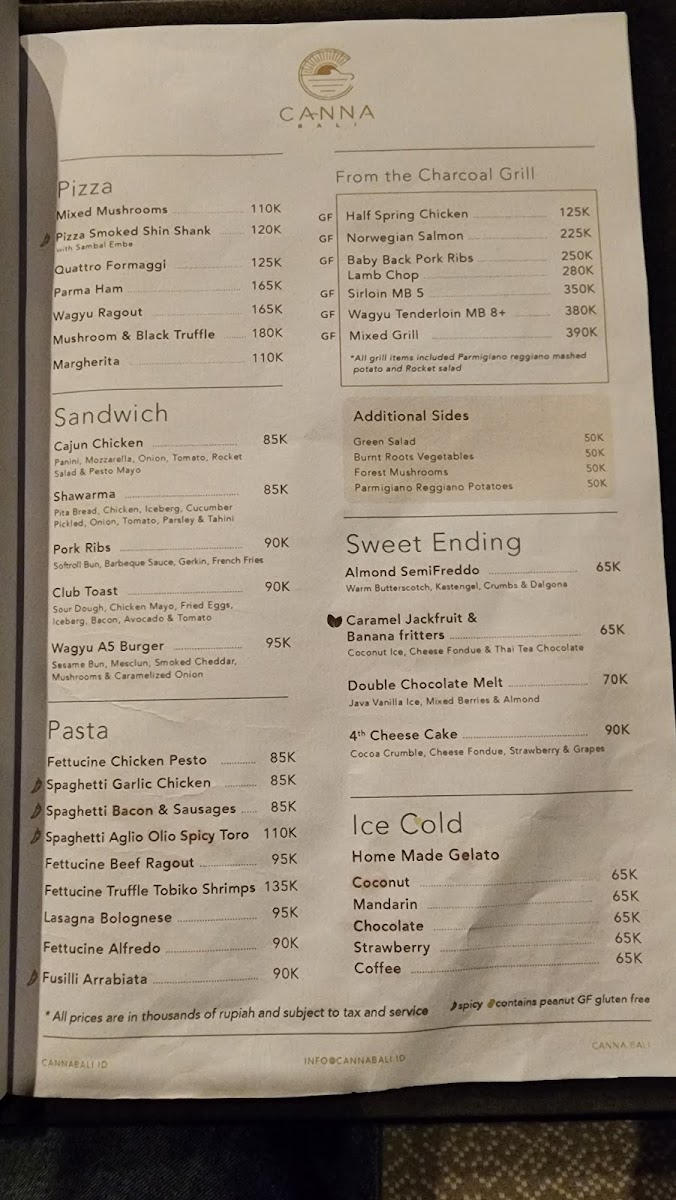 CANNA
BALI
Pizza
Mixed Mushrooms 110K
Pizza Smoked Shin Shank 120K
with Sambal Embe
Quattro Formaggi 125K
Parma Ham 165K
Wagyu Ragout 165K
Mushroom & Black Truffle 180K
Margherita 110K
Sandwich
Cajun Chicken 85K
Panini, Mozzarella, Onion, Tomato, Rocket
Salad & Pesto Mayo
Shawarma 85K
Pita Bread, Chicken, Iceberg, Cucumber
Pickled, Onion, Tomato, Parsley & Tahini
Pork Ribs 90K
Softroll Bun, Barbeque Sauce, Gerkin, French Fries
Club Toast 90K
Sour Dough, Chicken Mayo, Fried Eggs,
Iceberg, Bacon, Avocado & Tomato
Wagyu A5 Burger 95K
Sesame Bun, Mesclun, Smoked Cheddar,
Mushrooms & Caramelized Onion
Pasta
Fettucine Chicken Pesto 85K
Spaghetti Garlic Chicken 85K
Spaghetti Bacon & Sausages 85K
Spaghetti Aglio Olio Spicy Toro 110K
Fettucine Beef Ragout 95K
Fettucine Truffle Tobiko Shrimps 135K
Lasagna Bolognese 95K
Fettucine Alfredo 90K
Fusilli Arrabiata 90K
From the Charcoal Grill
GF Half Spring Chicken 125K
GF Norwegian Salmon 225K
GF Baby Back Pork Ribs 250K
Lamb Chop 280K
GF Sirloin MB 5 350K
GF Wagyu Tenderloin MB 8+ 380K
GF Mixed Grill 390K
*All grill items included Parmigiano reggiano mashed
potato and Rocket salad
Additional Sides
Green Salad 50K
Burnt Roots Vegetables 50K
Forest Mushrooms 50K
Parmigiano Reggiano Potatoes 50K
Sweet Ending
Almond SemiFreddo 65K
Warm Butterscotch, Kastengel, Crumbs & Dalgona
Caramel Jackfruit &
Banana fritters 65K
Coconut Ice, Cheese Fondue & Thai Tea Chocolate
Double Chocolate Melt 70K
Java Vanilla Ice, Mixed Berries & Almond
4th Cheese Cake 90K
Cocoa Crumble, Cheese Fondue, Strawberry & Grapes
Ice Cold
Home Made Gelato
Coconut 65K
Mandarin 65K
Chocolate 65K
Strawberry 65K
Coffee 65K
* All prices are in thousands of rupiah and subject to tax and service
spicy contains peanut GF gluten free
CANNABALI.ID
INFO@CANNABALI.ID
CANNA.BALI